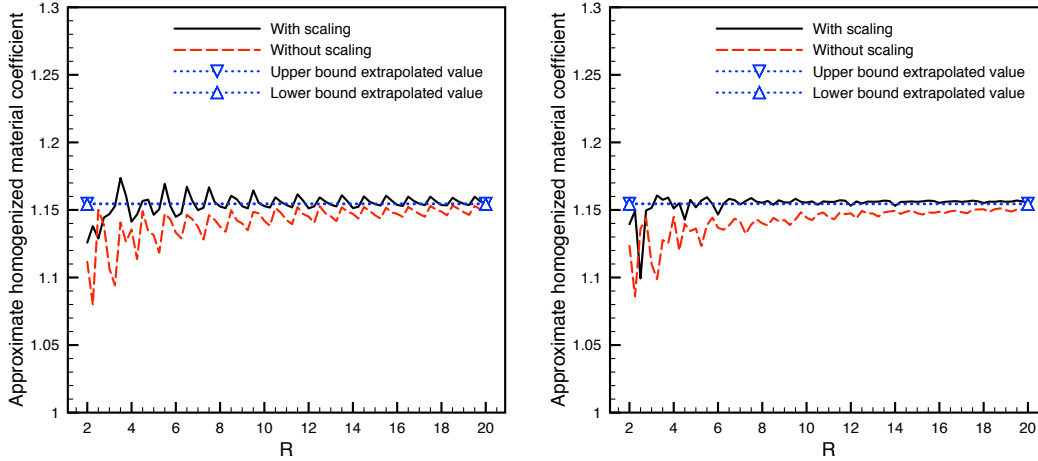 Approximate homogenized material coefficient
1.3
1.25
1.2
1.15
1.1
1.05
1
With scaling
Without scaling
Upper bound extrapolated value
Lower bound extrapolated value
2 4 6 8 10 12 14 16 18 20
R
Approximate homogenized material coefficient
1.3
1.25
1.2
1.15
1.1
1.05
1
With scaling
Without scaling
Upper bound extrapolated value
Lower bound extrapolated value
2 4 6 8 10 12 14 16 18 20
R